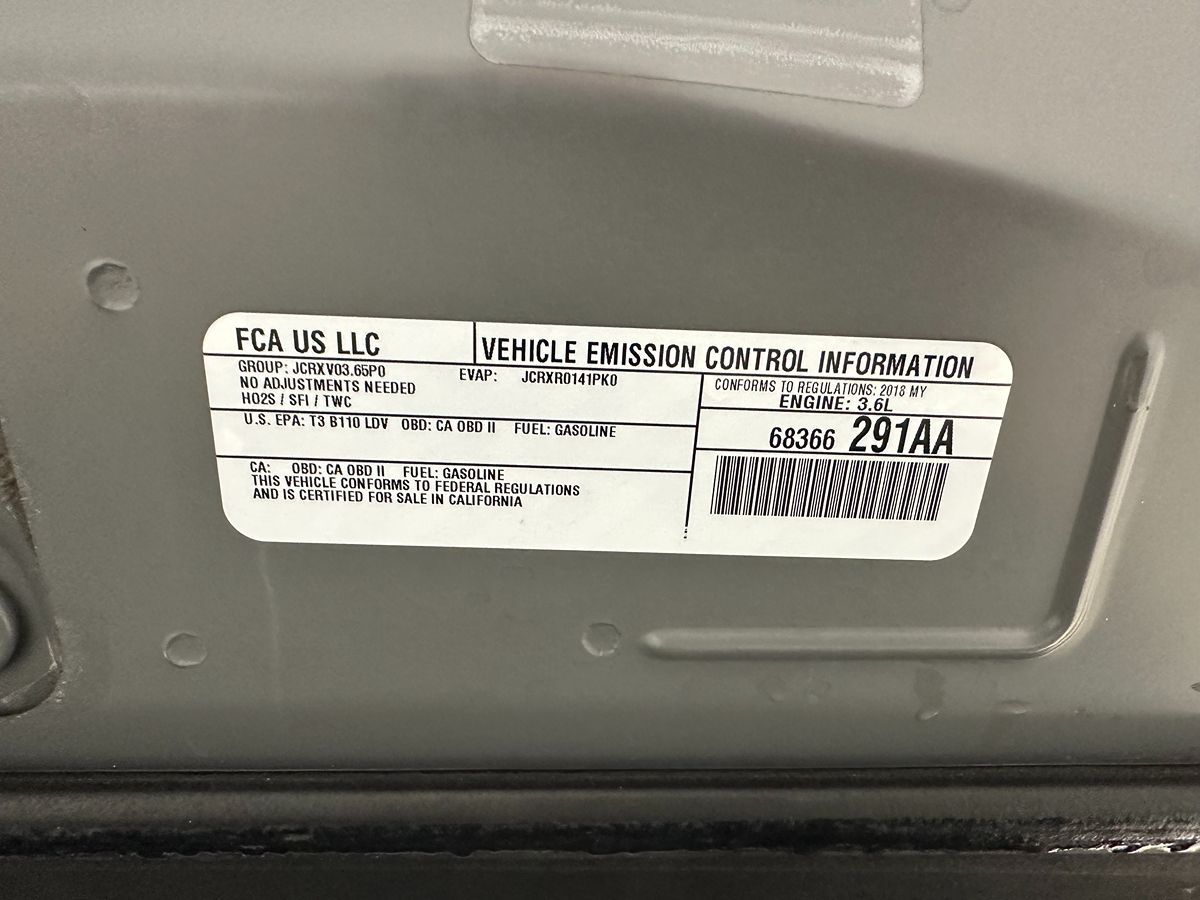 FCA US LLC
VEHICLE EMISSION CONTROL INFORMATION
GROUP: JCRXV03.65P0
EVAP: JCRXR0141PK0
NO ADJUSTMENTS NEEDED
HO2S / SFI / TWC
CONFORMS TO REGULATIONS: 2018 MY
ENGINE: 3.6L
U.S. EPA: T3 B110 LDV OBD: CA OBD II FUEL: GASOLINE
68366 291AA
CA: OBD: CA OBD II FUEL: GASOLINE
THIS VEHICLE CONFORMS TO FEDERAL REGULATIONS
AND IS CERTIFIED FOR SALE IN CALIFORNIA